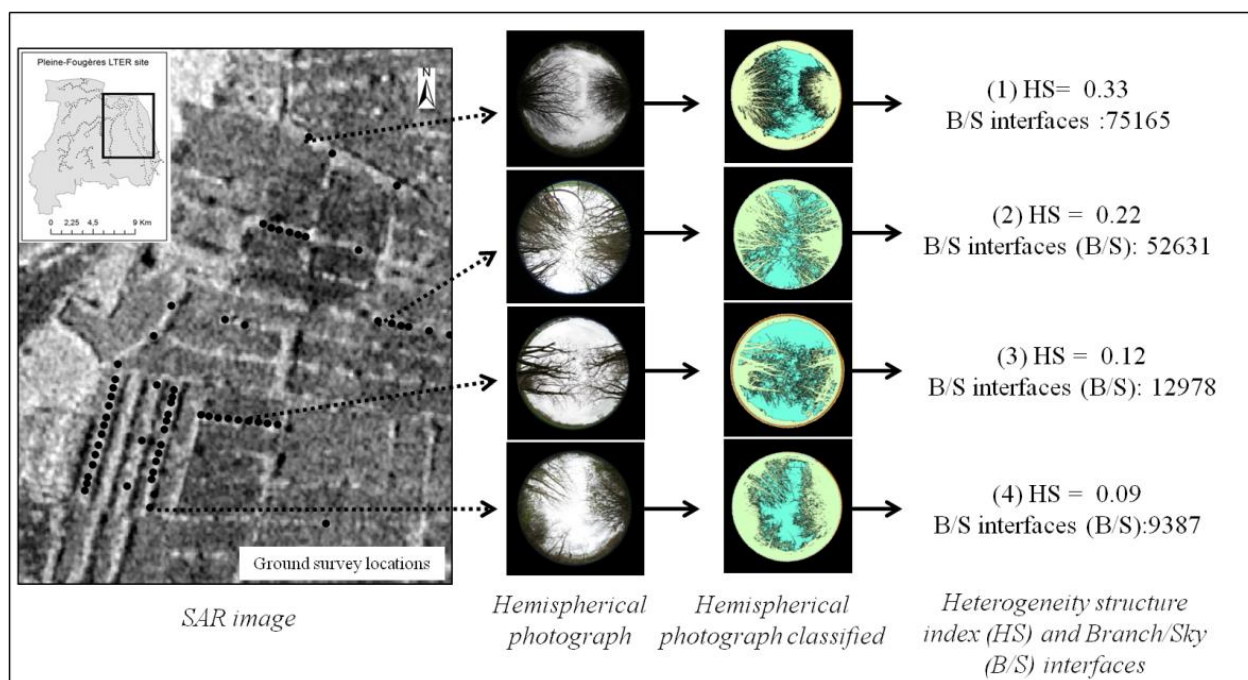 Pleine-Fougères LTER site
0 2,25 4,5 9 Km
N
Ground survey locations
SAR image
Hemispherical
photograph
Hemispherical
photograph classified
(1) HS= 0.33
B/S interfaces :75165
(2) HS = 0.22
B/S interfaces (B/S): 52631
(3) HS = 0.12
B/S interfaces (B/S): 12978
(4) HS = 0.09
B/S interfaces (B/S):9387
Heterogeneity structure
index (HS) and Branch/Sky
(B/S) interfaces